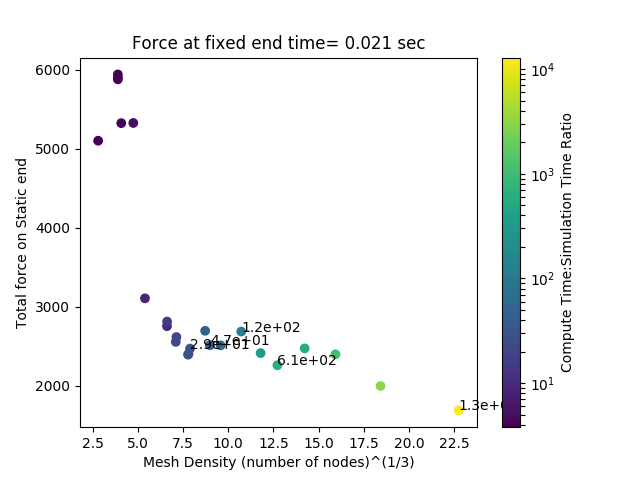 Force at fixed end time= 0.021 sec
Total force on Static end
6000
5000
4000
3000
2000
1.2e+02
4.7e+01
2.9e+01
6.1e+02
1.3e+0
2.5
5.0
7.5
10.0
12.5
15.0
17.5
20.0
22.5
Mesh Density (number of nodes)^(1/3)
10^4
10^3
10^2
10^1
Compute Time:Simulation Time Ratio